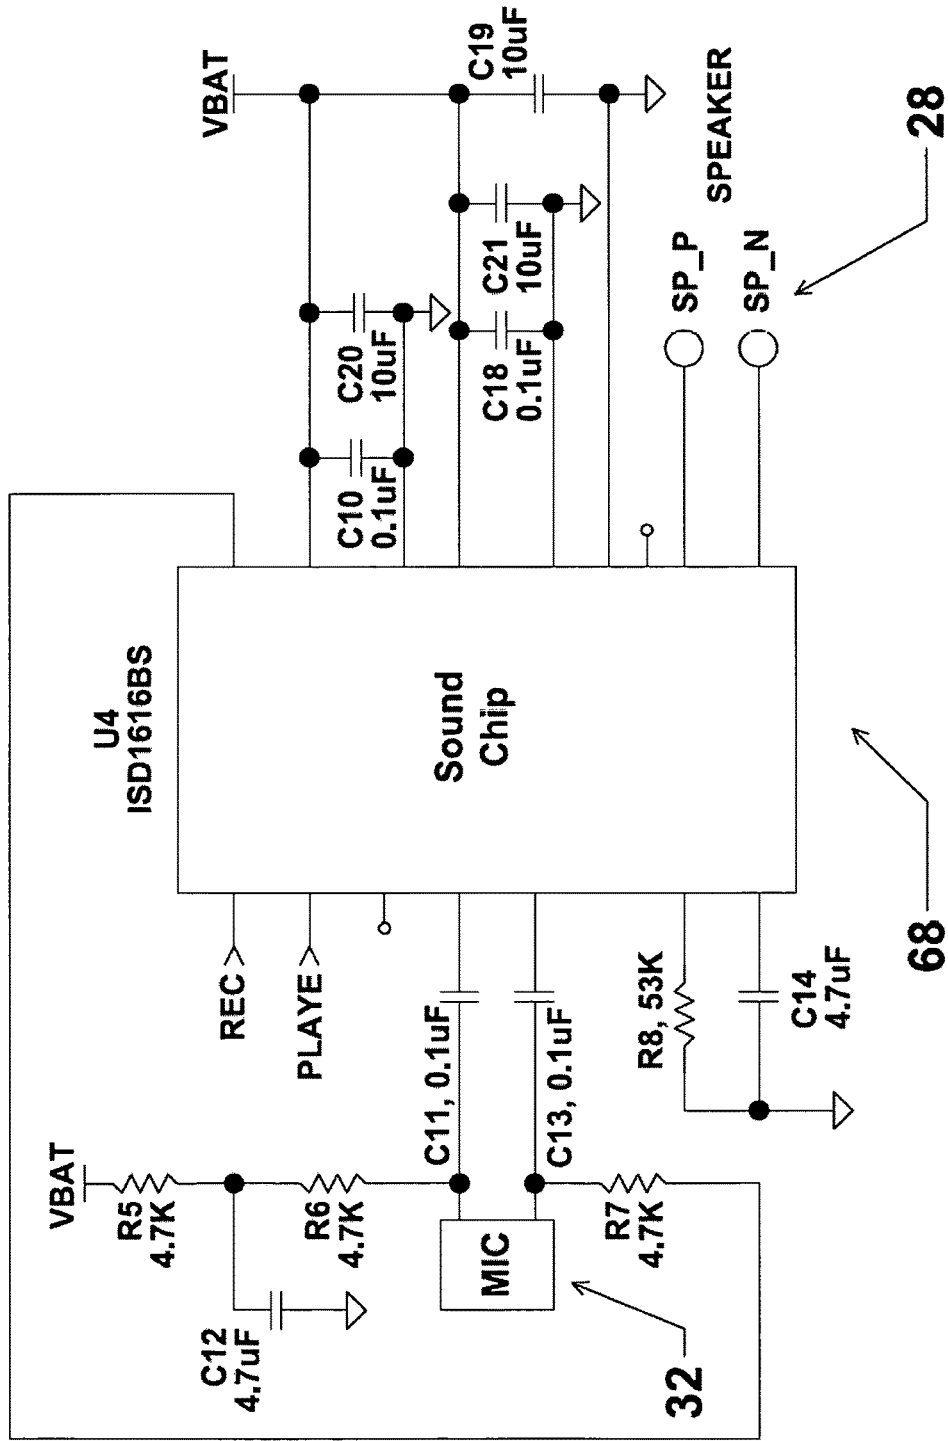 VBAT
U4
ISD1616BS
R5
4.7K
C12
4.7uF
REC
VBAT
PLAYE
R6
4.7K
C10
0.1uF
C20
10uF
C11, 0.1uF
Sound
Chip
MIC
C18
0.1uF
C21
10uF
C19
10uF
C13, 0.1uF
R7
4.7K
R8, 53K
SP_P
SPEAKER
SP_N
C14
4.7uF
32
68
28